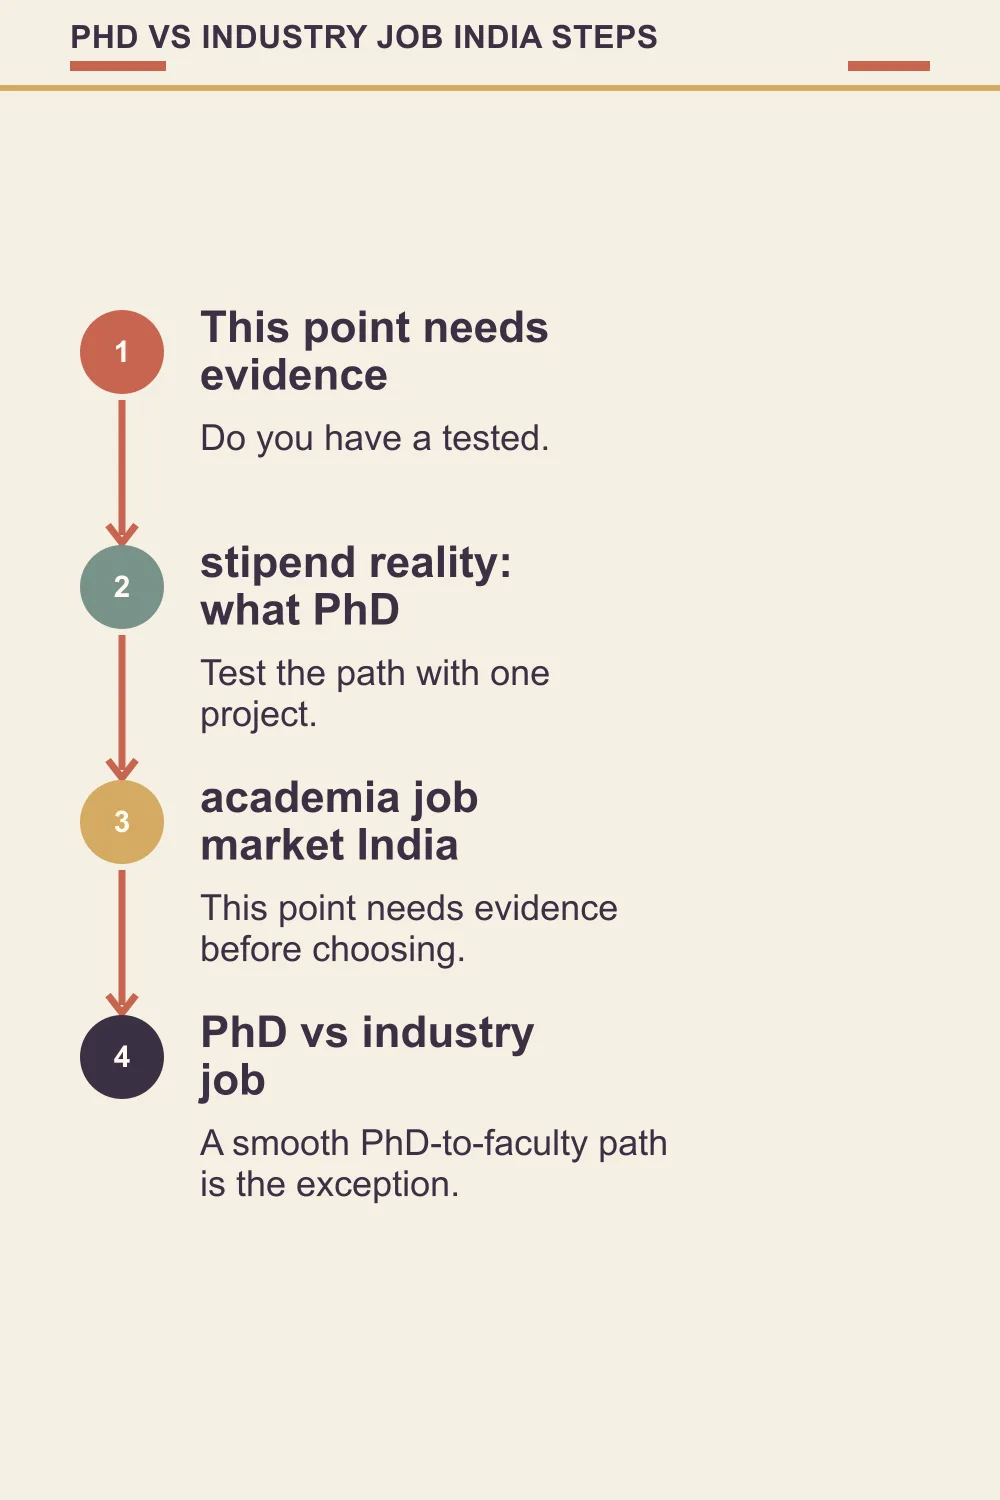 PHD VS INDUSTRY JOB INDIA STEPS
1
This point needs
evidence
Do you have a tested.
2
stipend reality:
what PhD
Test the path with one
project.
3
academia job
market India
This point needs evidence
before choosing.
4
PhD vs industry
job
A smooth PhD-to-faculty path
is the exception.